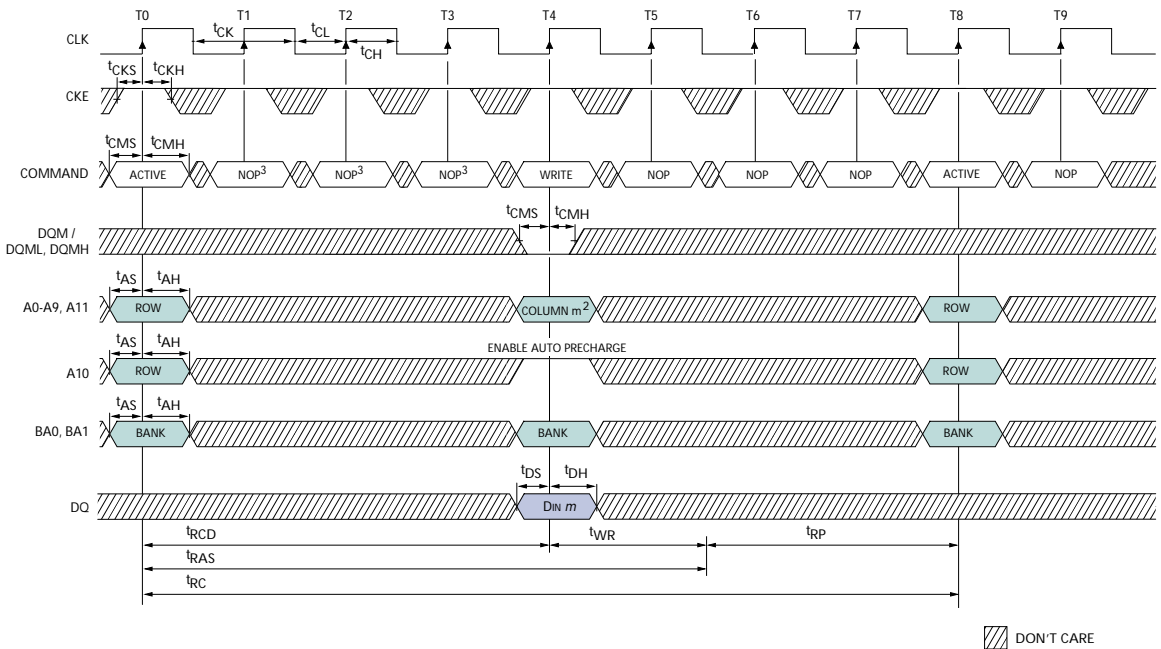 T0 T1 T2 T3 T4 T5 T6 T7 T8 T9
CLK tCK tCL tCH
tCKS tCKH
CKE
tCMS tCMH
COMMAND ACTIVE NOP3 NOP3 NOP3 WRITE NOP NOP NOP ACTIVE NOP
tCMS tCMH
DQM /
DQML, DQMH
tAS tAH
A0-A9, A11 ROW COLUMN m2 ROW
tAS tAH ENABLE AUTO PRECHARGE
A10 ROW ROW
tAS tAH
BA0, BA1 BANK BANK BANK
tDS tDH
DQ DIN m
tRCD tWR tRP
tRAS
tRC
DON'T CARE